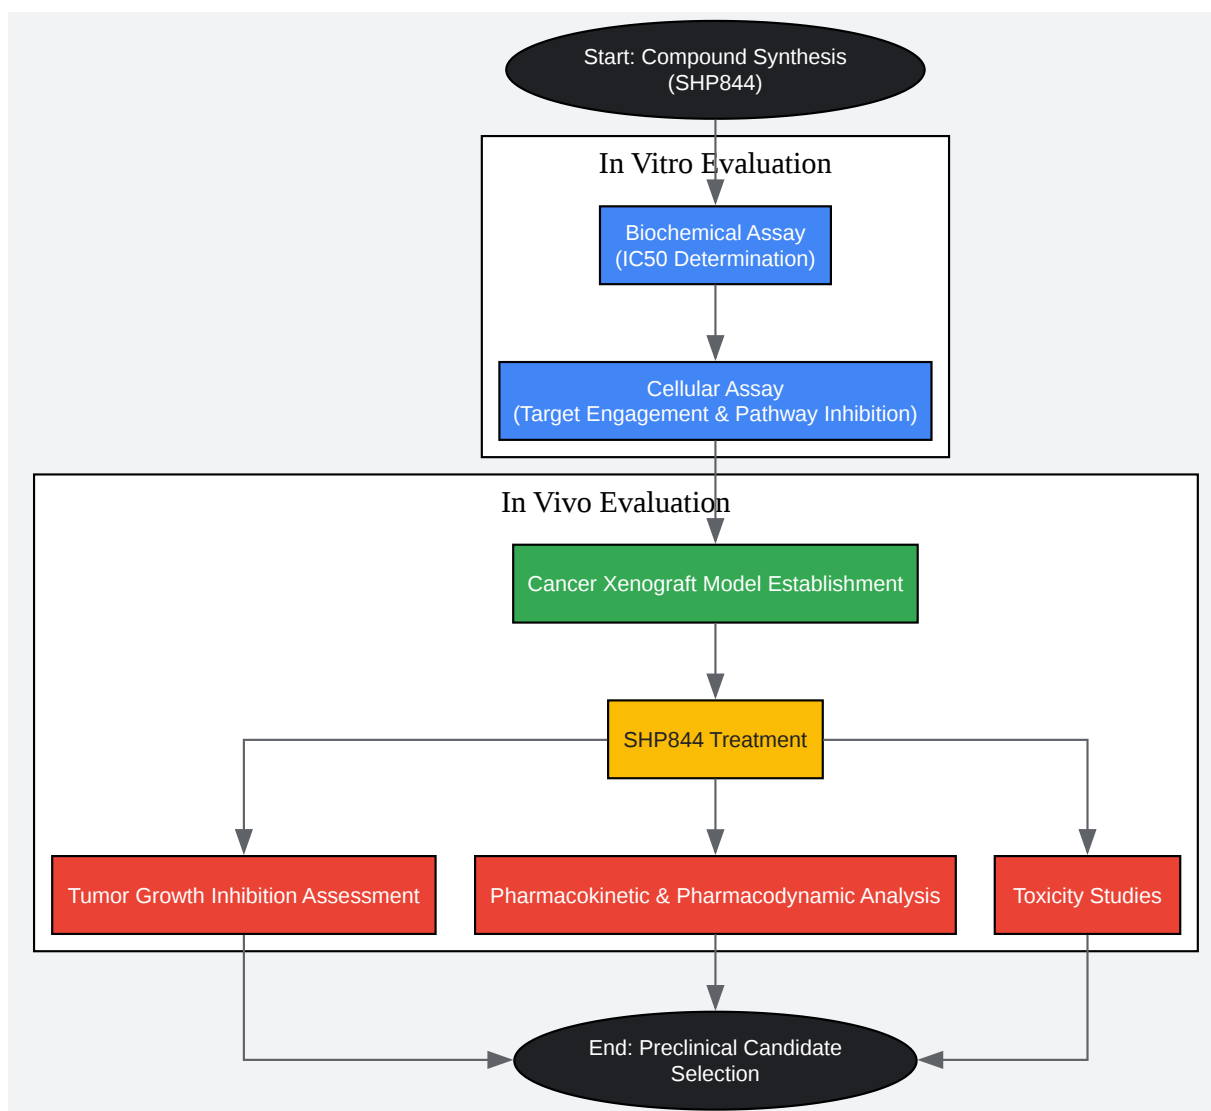 Start: Compound Synthesis
(SHP844)
In Vitro Evaluation
Biochemical Assay
(IC50 Determination)
Cellular Assay
(Target Engagement & Pathway Inhibition)
In Vivo Evaluation
Cancer Xenograft Model Establishment
SHP844 Treatment
Tumor Growth Inhibition Assessment
Pharmacokinetic & Pharmacodynamic Analysis
Toxicity Studies
End: Preclinical Candidate
Selection